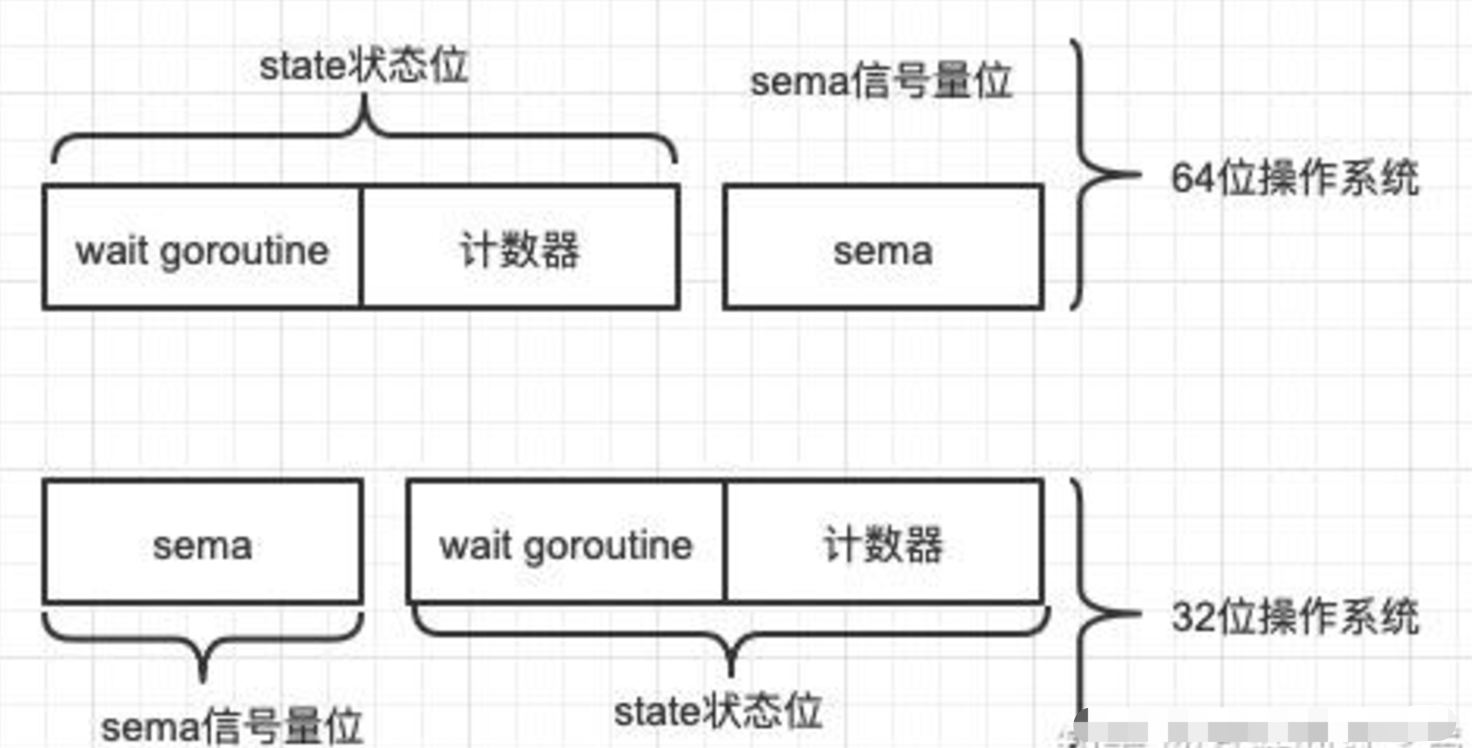 state状态位
sema信号量位
wait goroutine
计数器
sema
64位操作系统
sema
wait goroutine
计数器
32位操作系统
sema信号量位
state状态位